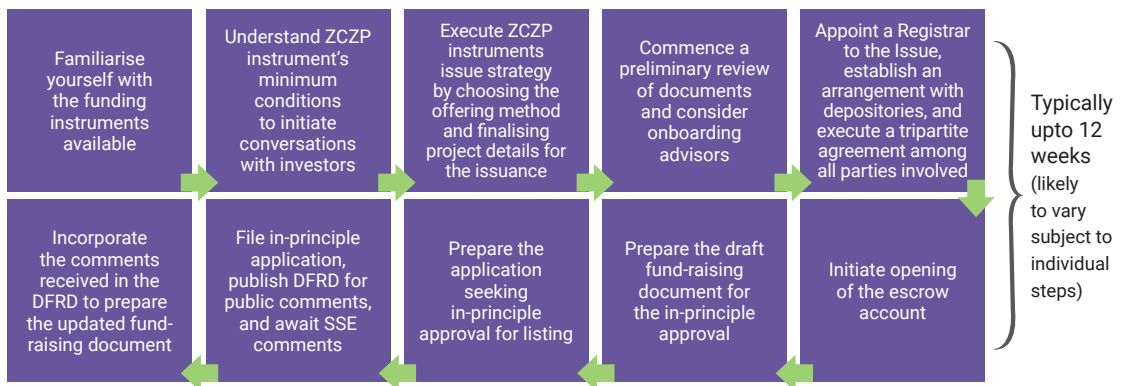 Familiarise
yourself with
the funding
instruments
available
Understand ZCZP
instrument's
minimum
conditions
to initiate
conversations
with investors
Execute ZCZP
instruments
issue strategy
by choosing the
offering method
and finalising
project details for
the issuance
Commence a
preliminary review
of documents
and consider
onboarding
advisors
Appoint a Registrar
to the Issue,
establish an
arrangement with
depositories, and
execute a tripartite
agreement among
all parties involved
Initiate opening
of the escrow
account
Prepare the draft
fund-raising
document for
the in-principle
approval
Prepare the
application
seeking
in-principle
approval for listing
File in-principle
application,
publish DFRD for
public comments,
and await SSE
comments
Incorporate
the comments
received in the
DFRD to prepare
the updated fund-
raising document
Typically
upto 12
weeks
(likely
to vary
subject to
individual
steps)